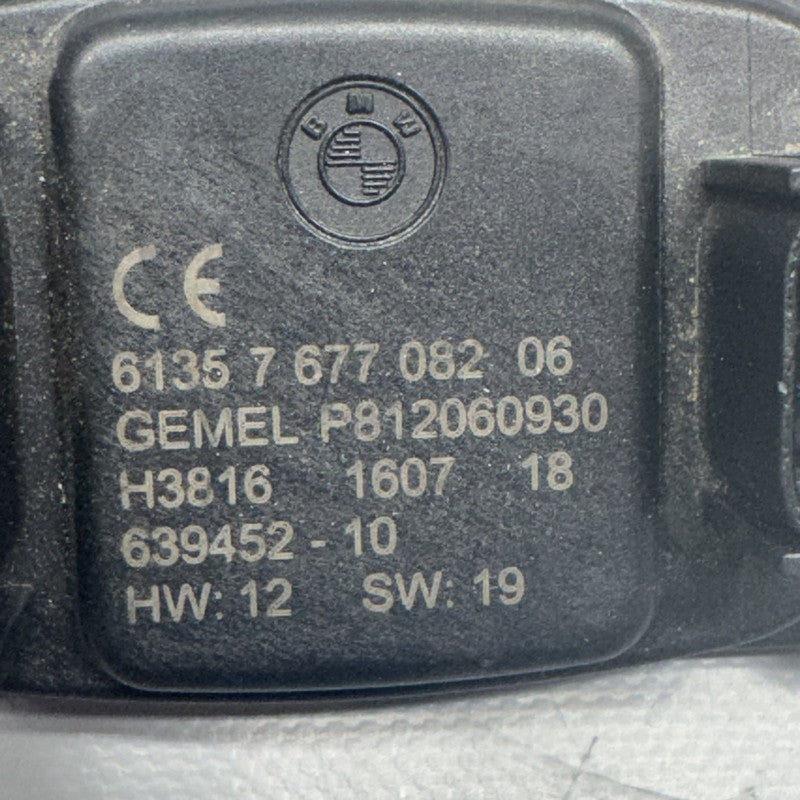 BMW
CE
6135 7 677 082 06
GEMEL P812060930
H3816 1607 18
639452 - 10
HW: 12 SW: 19